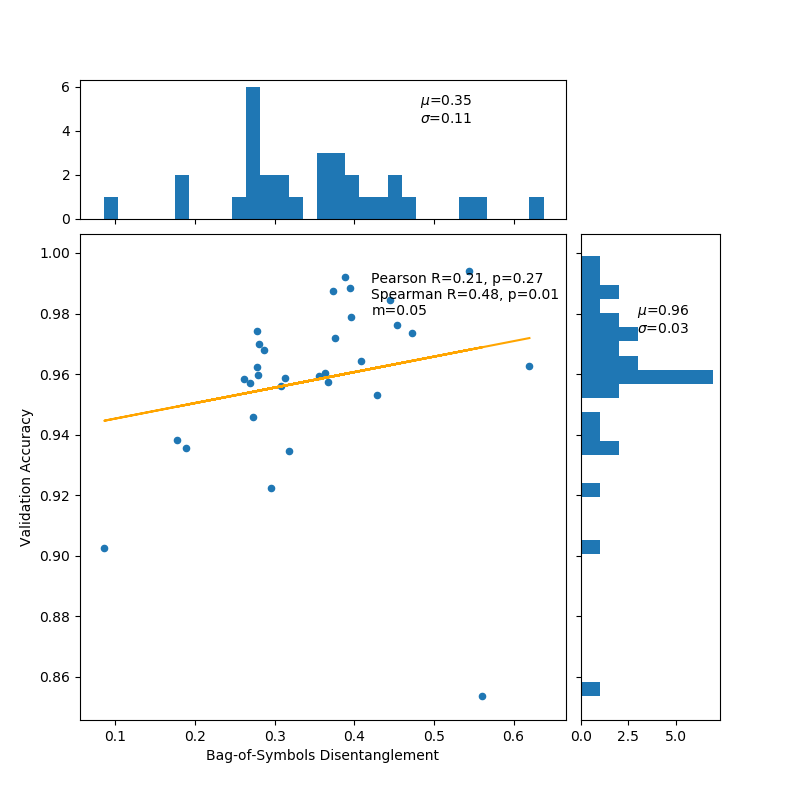 6
4
2
0
μ=0.35
σ=0.11
1.00
0.98
0.96
0.94
0.92
0.90
0.88
0.86
Validation Accuracy
Pearson R=0.21, p=0.27
Spearman R=0.48, p=0.01
m=0.05
0.1 0.2 0.3 0.4 0.5 0.6
Bag-of-Symbols Disentanglement
μ=0.96
σ=0.03
0.0 2.5 5.0